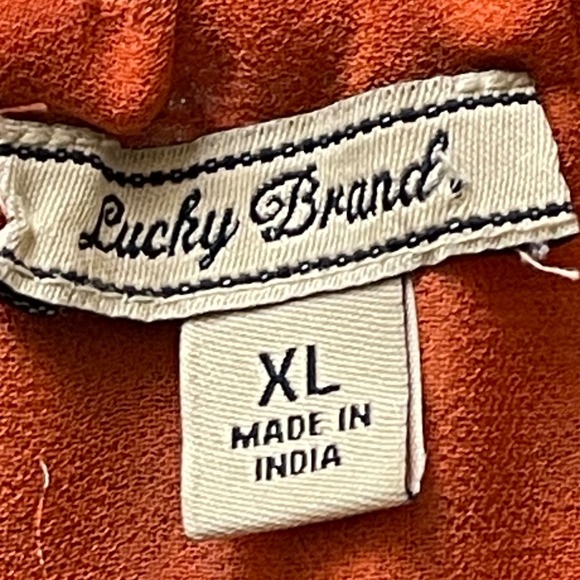 Lucky Brand
XL
MADE IN
INDIA